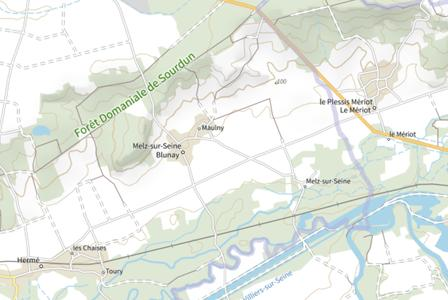 Forêt Domaniale de Sourdun
100
le Plessis Mériot
Le Mériot
Maulny
le Mériot
Melz-sur-Seine
Blunay
Melz-sur-Seine
les Chaises
Hermé
Toury
Villiers-sur-Seine